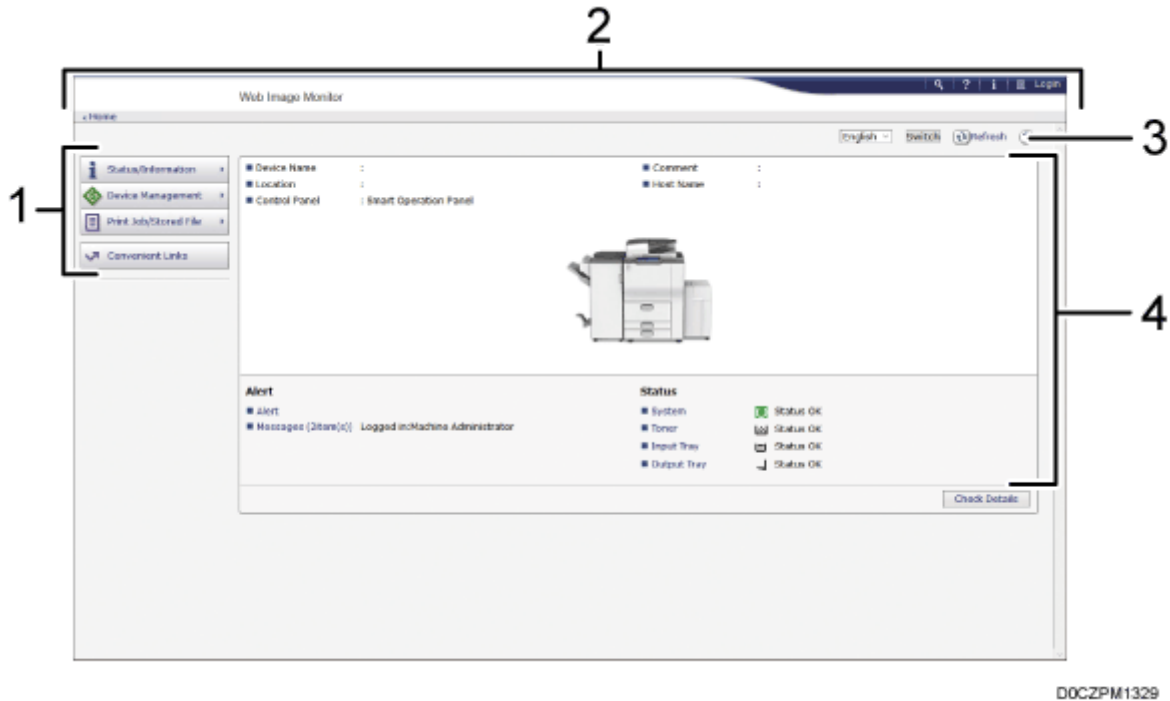 2
Login
Web Image Monitor
Home
English Switch Refresh
3
1
Status/Information
Device Management
Print Job/Stored File
Convenient Links
Device Name :
Location :
Control Panel : Smart Operation Panel
Comment :
Host Name :
4
Alert
Alert
Messages (2item(s)) Logged in:Machine Administrator
Status
System Status OK
Toner Status OK
Input Tray Status OK
Output Tray Status OK
Check Details
D0CZPM1329